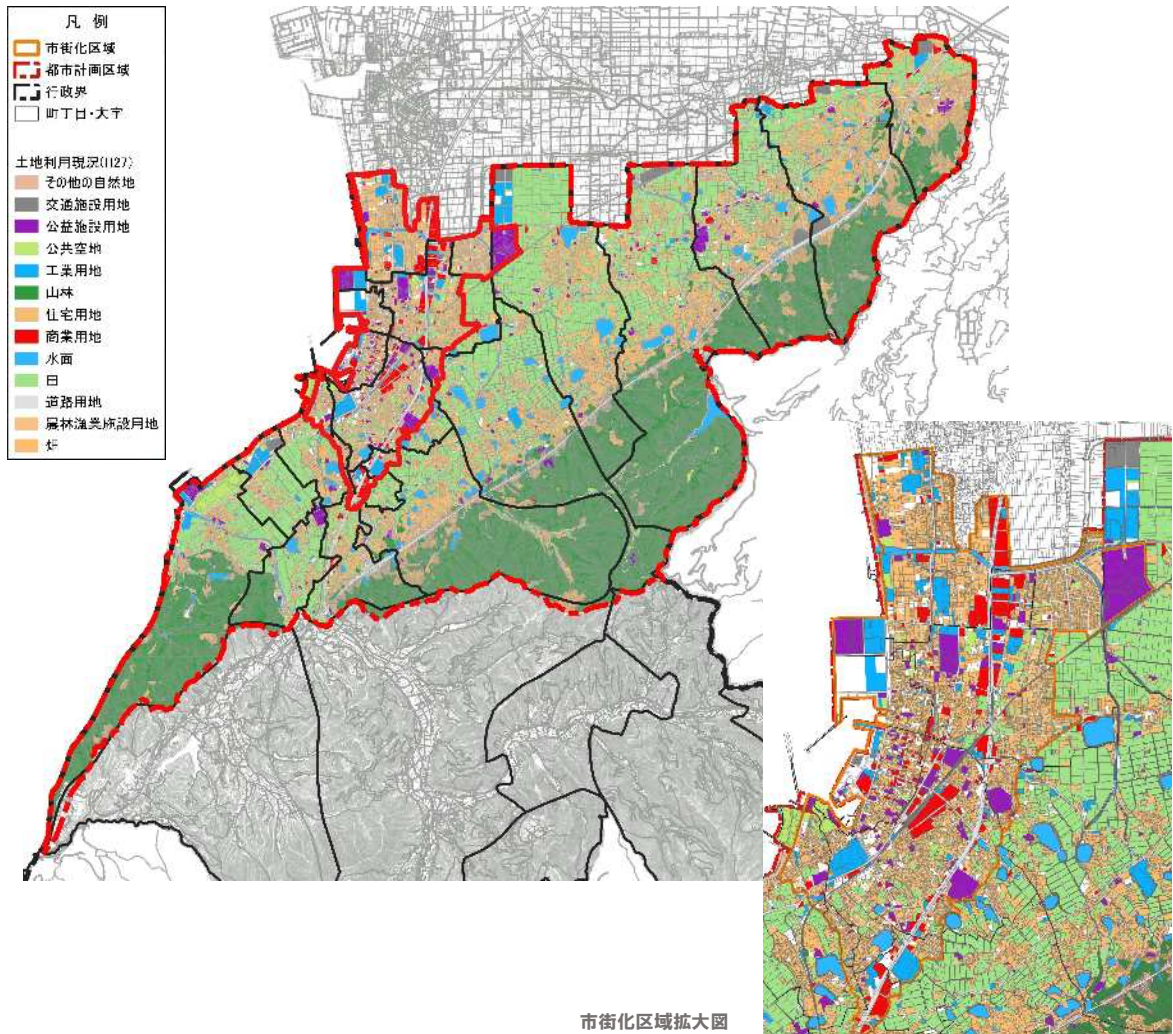 凡 例
市街化区域
都市計画区域
行政界
町丁目・大字
土地利用現況(H27)
その他の自然地
交通施設用地
公益施設用地
公共空地
工業用地
山林
住宅用地
商業用地
水面
田
道路用地
農林漁業施設用地
畑
市街化区域拡大図